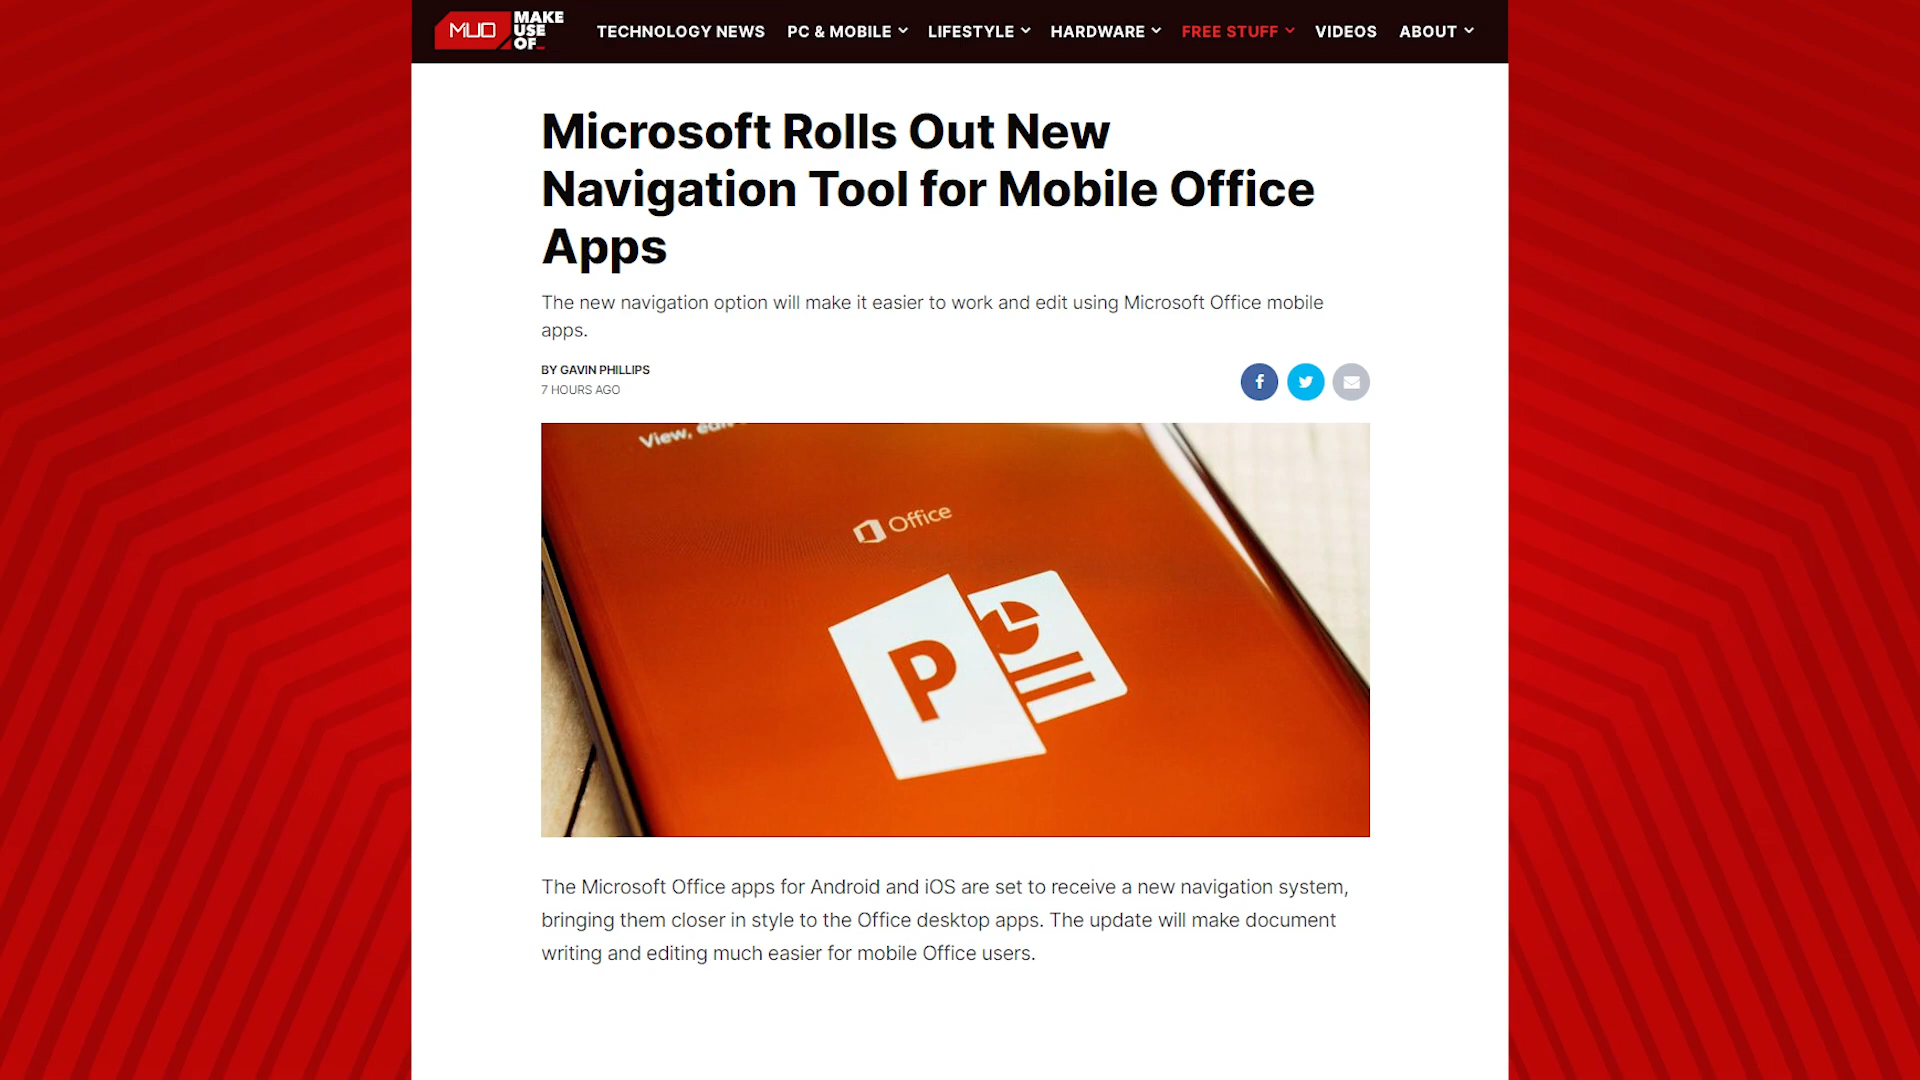 MUO MAKE
USE
OF_
TECHNOLOGY NEWS PC & MOBILE LIFESTYLE HARDWARE FREE STUFF VIDEOS ABOUT
Microsoft Rolls Out New
Navigation Tool for Mobile Office
Apps
The new navigation option will make it easier to work and edit using Microsoft Office mobile
apps.
BY GAVIN PHILLIPS
7 HOURS AGO
View,
Office
P
The Microsoft Office apps for Android and iOS are set to receive a new navigation system,
bringing them closer in style to the Office desktop apps. The update will make document
writing and editing much easier for mobile Office users.